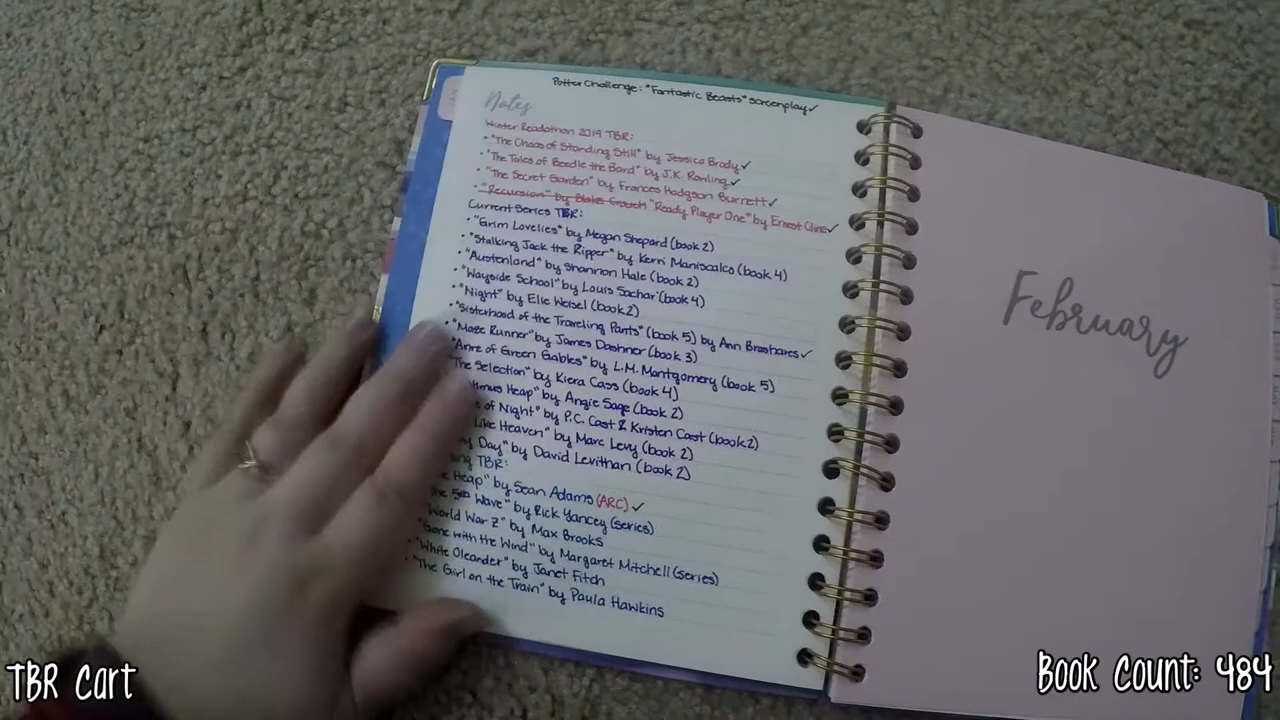 Potter Challenge: "Fantastic Beasts" screenplay ✓
Notes
Winter Readathon 2019 TBR:
• "The Chaos of Standing Still" by Jessica Brody ✓
• "The Tales of Beedle the Bard" by J.K. Rowling ✓
• "The Secret Garden" by Frances Hodgson Burnett ✓
• "Recursion" by Blake Crouch "Ready Player One" by Ernest Cline ✓
Current Series TBR:
• "Grim Lovelies" by Megan Shepard (book 2)
• "Stalking Jack the Ripper" by Kerri Maniscalco (book 4)
• "Austenland" by Shannon Hale (book 2)
• "Wayside School" by Louis Sachar (book 4)
• "Night" by Elie Weisel (book 2)
• "Sisterhood of the Traveling Pants" (book 5) by Ann Brashares ✓
• "Maze Runner" by James Dashner (book 3)
"Anne of Green Gables" by L.M. Montgomery (book 5)
The Selection" by Kiera Cass (book 4)
Heap" by Angie Sage (book 2)
of Night" by P.C. Cast & Kristen Cast (book 2)
Like Heaven" by Marc Levy (book 2)
Day" by David Levithan (book 2)
TBR:
Heap" by Sean Adams (ARC) ✓
5th Wave" by Rick Yancey (series)
"World War Z" by Max Brooks
"Gone with the Wind" by Margaret Mitchell (series)
• "White Oleander" by Janet Fitch
• "The Girl on the Train" by Paula Hawkins
February
TBR Cart
Book Count: 484